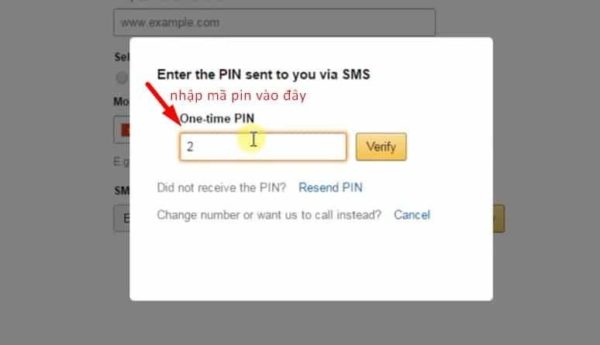 www.example.com
Sel
Enter the PIN sent to you via SMS
nhập mã pin vào đây
Mo
One-time PIN
2
Verify
E.g
Did not receive the PIN? Resend PIN
SM
Change number or want us to call instead? Cancel
E